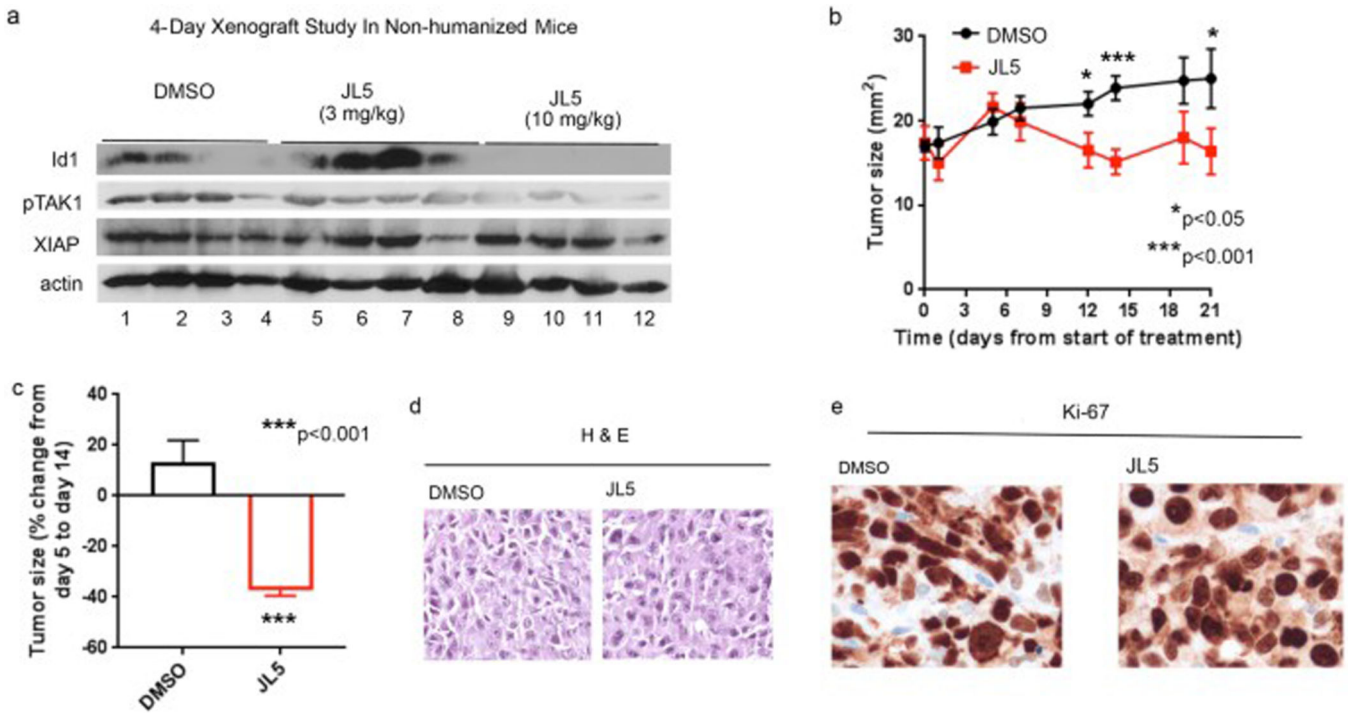 a
4-Day Xenograft Study In Non-humanized Mice
DMSO
JL5
(3 mg/kg)
JL5
(10 mg/kg)
Id1
pTAK1
XIAP
actin
1 2 3 4 5 6 7 8 9 10 11 12
b
DMSO
JL5
* *** *
Tumor size (mm²)
30
20
10
0
*p<0.05
***p<0.001
0 3 6 9 12 15 18 21
Time (days from start of treatment)
c
Tumor size (% change from
day 5 to day 14)
40
20
0
-20
-40
-60
***p<0.001
***
DMSO
JL5
d
H & E
DMSO JL5
e
Ki-67
DMSO JL5